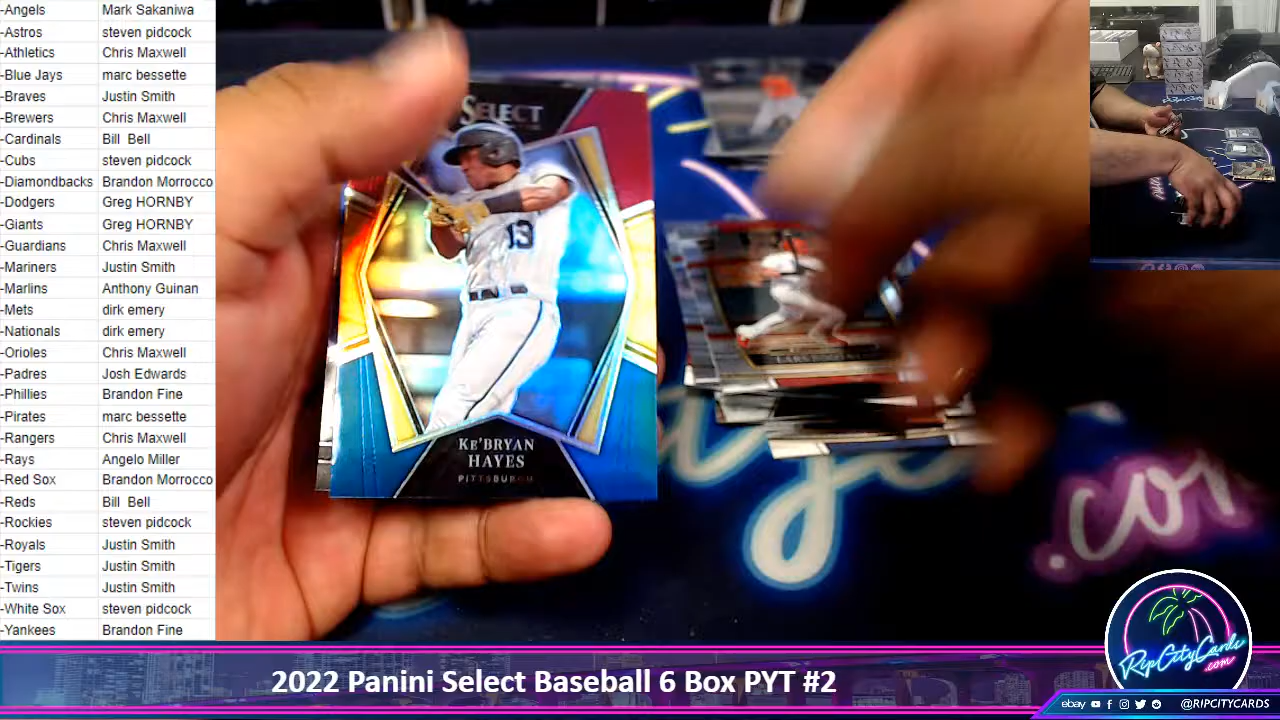 -Angels Mark Sakaniwa
-Astros steven pidcock
-Athletics Chris Maxwell
-Blue Jays marc bessette
-Braves Justin Smith
-Brewers Chris Maxwell
-Cardinals Bill Bell
-Cubs steven pidcock
-Diamondbacks Brandon Morrocco
-Dodgers Greg HORNBY
-Giants Greg HORNBY
-Guardians Chris Maxwell
-Mariners Justin Smith
-Marlins Anthony Guinan
-Mets dirk emery
-Nationals dirk emery
-Orioles Chris Maxwell
-Padres Josh Edwards
-Phillies Brandon Fine
-Pirates marc bessette
-Rangers Chris Maxwell
-Rays Angelo Miller
-Red Sox Brandon Morrocco
-Reds Bill Bell
-Rockies steven pidcock
-Royals Justin Smith
-Tigers Justin Smith
-Twins Justin Smith
-White Sox steven pidcock
-Yankees Brandon Fine
SELECT
13
KE'BRYAN
HAYES
PITTSBURGH
.com
RipCityCards
.com
2022 Panini Select Baseball 6 Box PYT #2
ebay @RIPCITYCARDS